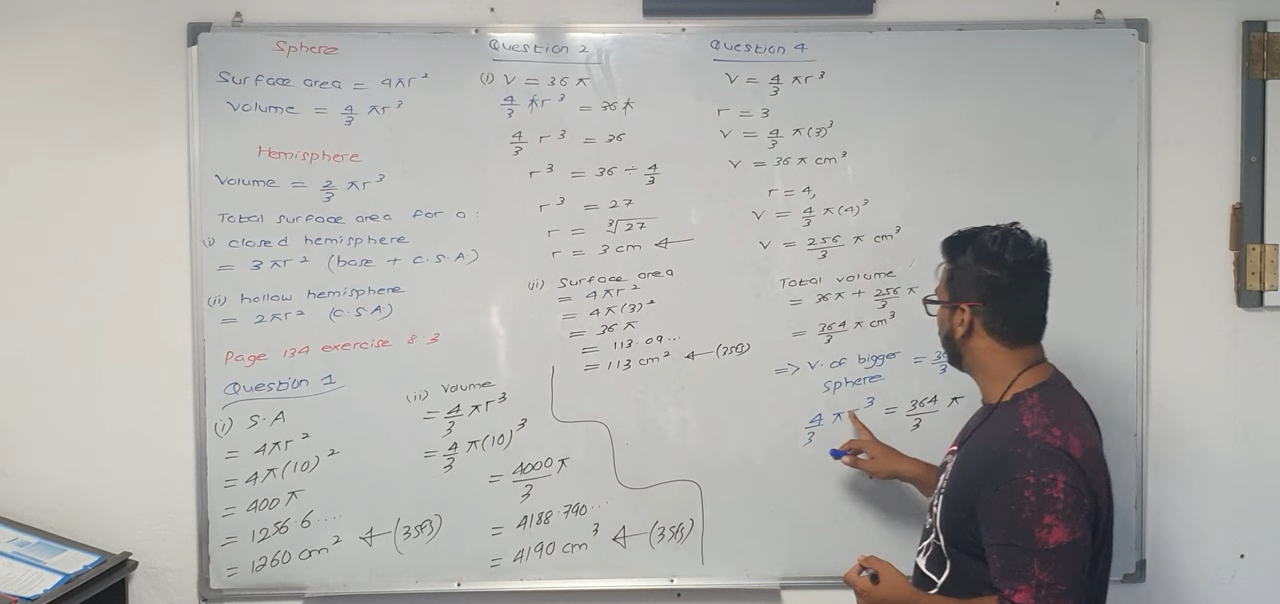 Sphere
Surface area = 4πr²
Volume = 4/3 πr³
Hemisphere
Volume = 2/3 πr³
Total surface area for a:
(i) closed hemisphere
= 3πr² (base + C.S.A)
(ii) hollow hemisphere
= 2πr² (C.S.A)
Page 134 exercise 8.3
Question 1
(i) S.A
= 4πr²
= 4π(10)²
= 400π
= 1256.6....
= 1260 cm² ← (3sf)
(ii) Volume
= 4/3 πr³
= 4/3 π(10)³
= 4000/3 π
= 4188.790...
= 4190 cm³ ← (3sf)
Question 2
(i) V = 36π
4/3 πr³ = 36π
4/3 r³ = 36
r³ = 36 ÷ 4/3
r³ = 27
r = ∛27
r = 3cm ←
(ii) Surface area
= 4πr²
= 4π(3)²
= 36π
= 113.09...
= 113 cm² ← (3sf)
Question 4
V = 4/3 πr³
r = 3
V = 4/3 π(3)³
V = 36π cm³
r = 4,
V = 4/3 π(4)³
V = 256/3 π cm³
Total volume
= 36π + 256/3 π
= 364/3 π cm³
=> V. of bigger =
sphere
4/3 π ³ = 364/3 π